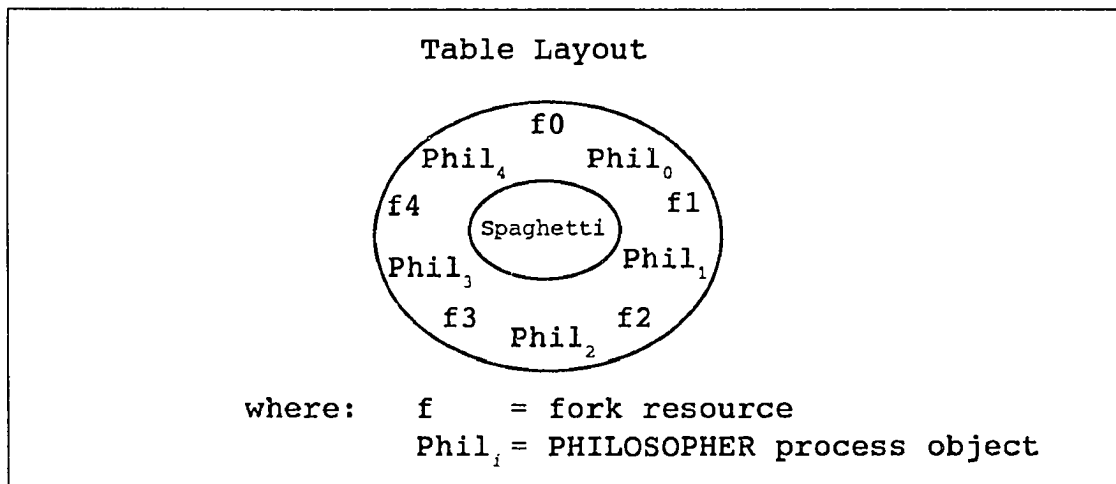 Table Layout
f0
Phil₄ Phil₀
f4 f1
Spaghetti
Phil₃ Phil₁
f3 f2
Phil₂
where: f = fork resource
Philᵢ = PHILOSOPHER process object